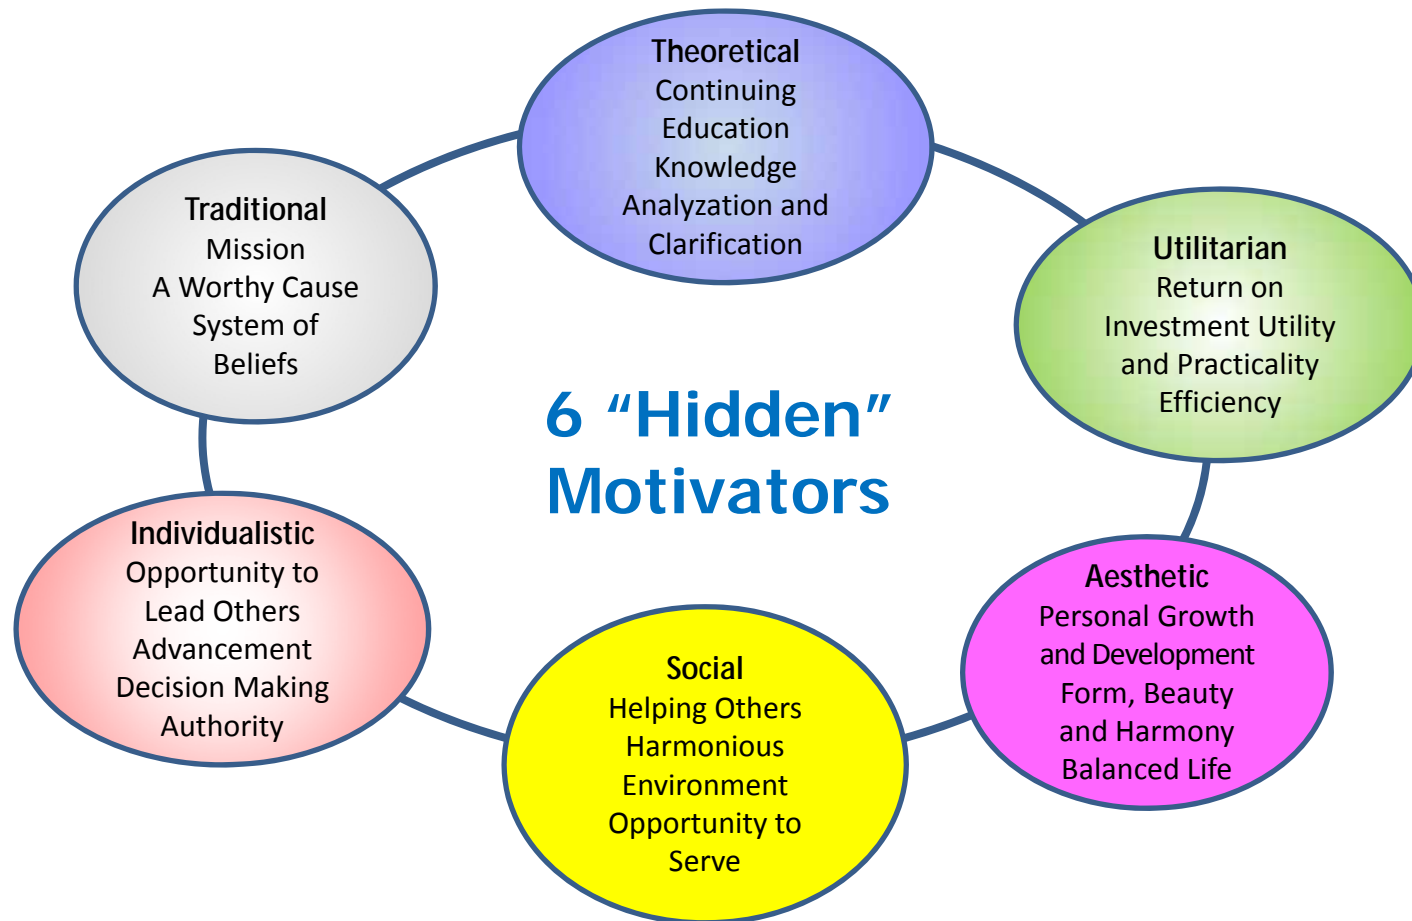 Theoretical
Continuing
Education
Knowledge
Analyzation and
Clarification
Traditional
Mission
A Worthy Cause
System of
Beliefs
Utilitarian
Return on
Investment Utility
and Practicality
Efficiency
6 “Hidden”
Motivators
Individualistic
Opportunity to
Lead Others
Advancement
Decision Making
Authority
Aesthetic
Personal Growth
and Development
Form, Beauty
and Harmony
Balanced Life
Social
Helping Others
Harmonious
Environment
Opportunity to
Serve